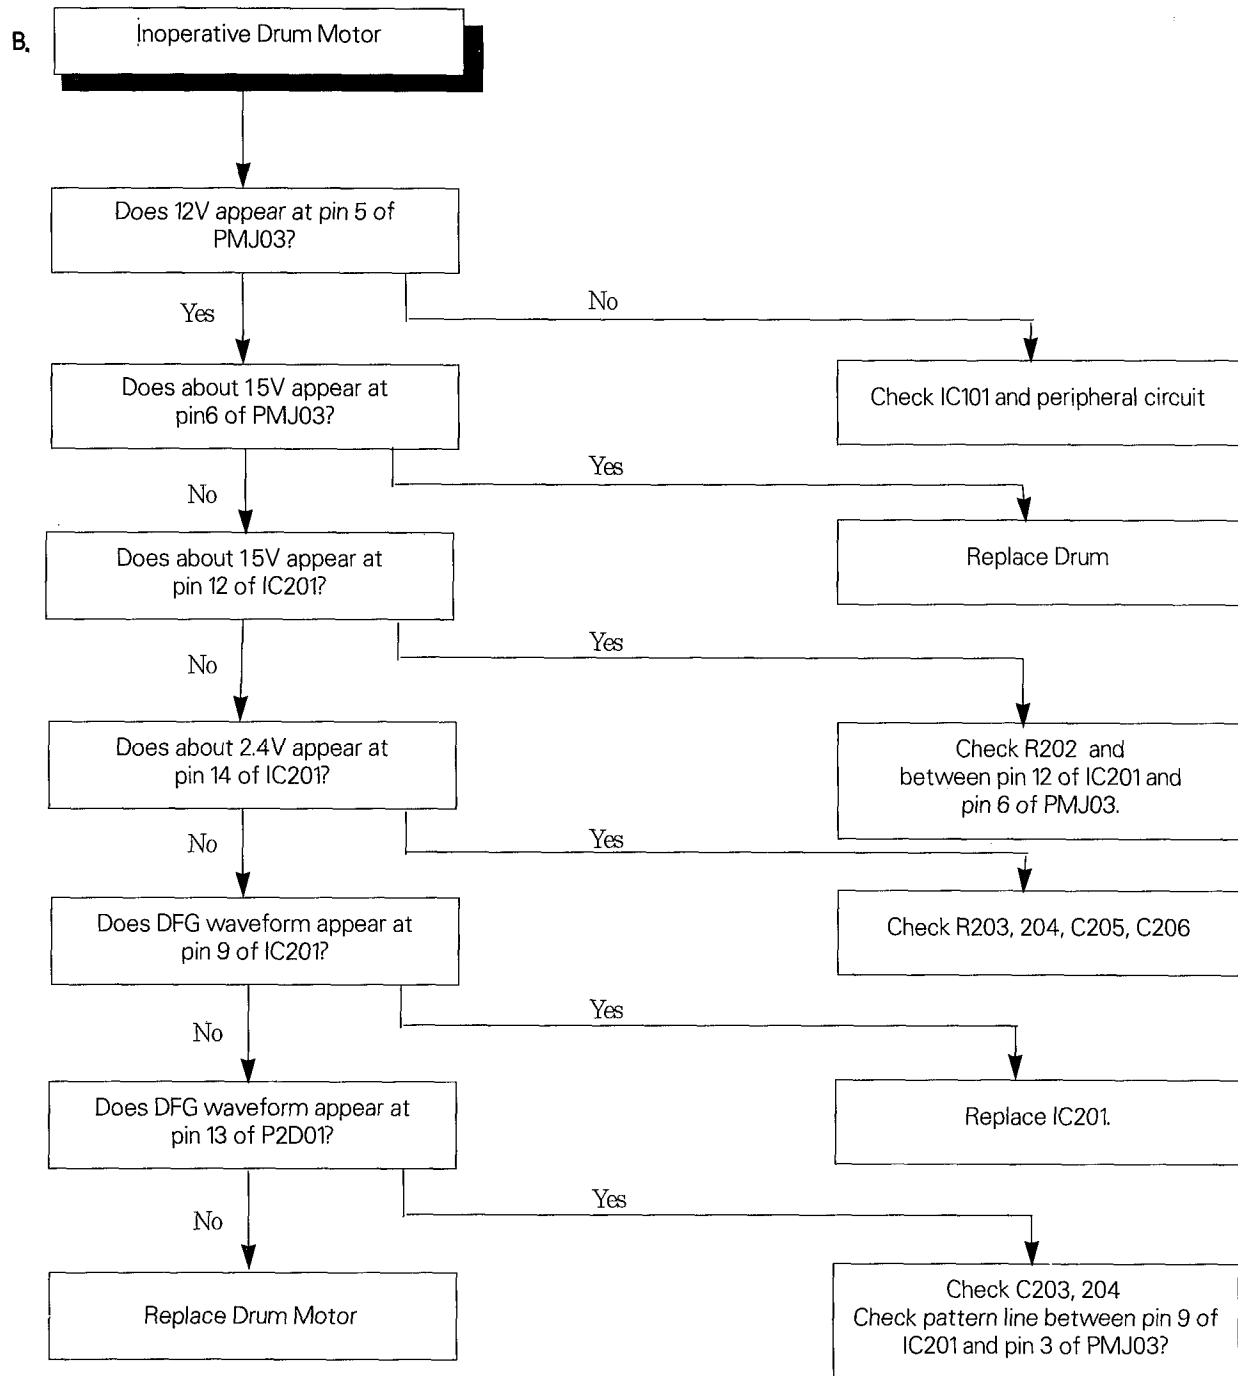 B.
Inoperative Drum Motor
Does 12V appear at pin 5 of
PMJ03?
Yes
No
Does about 15V appear at
pin6 of PMJ03?
Check IC101 and peripheral circuit
No
Yes
Does about 15V appear at
pin 12 of IC201?
Replace Drum
No
Yes
Does about 2.4V appear at
pin 14 of IC201?
Check R202 and
between pin 12 of IC201 and
pin 6 of PMJ03.
No
Yes
Does DFG waveform appear at
pin 9 of IC201?
Check R203, 204, C205, C206
No
Yes
Does DFG waveform appear at
pin 13 of P2D01?
Replace IC201.
No
Yes
Replace Drum Motor
Check C203, 204
Check pattern line between pin 9 of
IC201 and pin 3 of PMJ03?